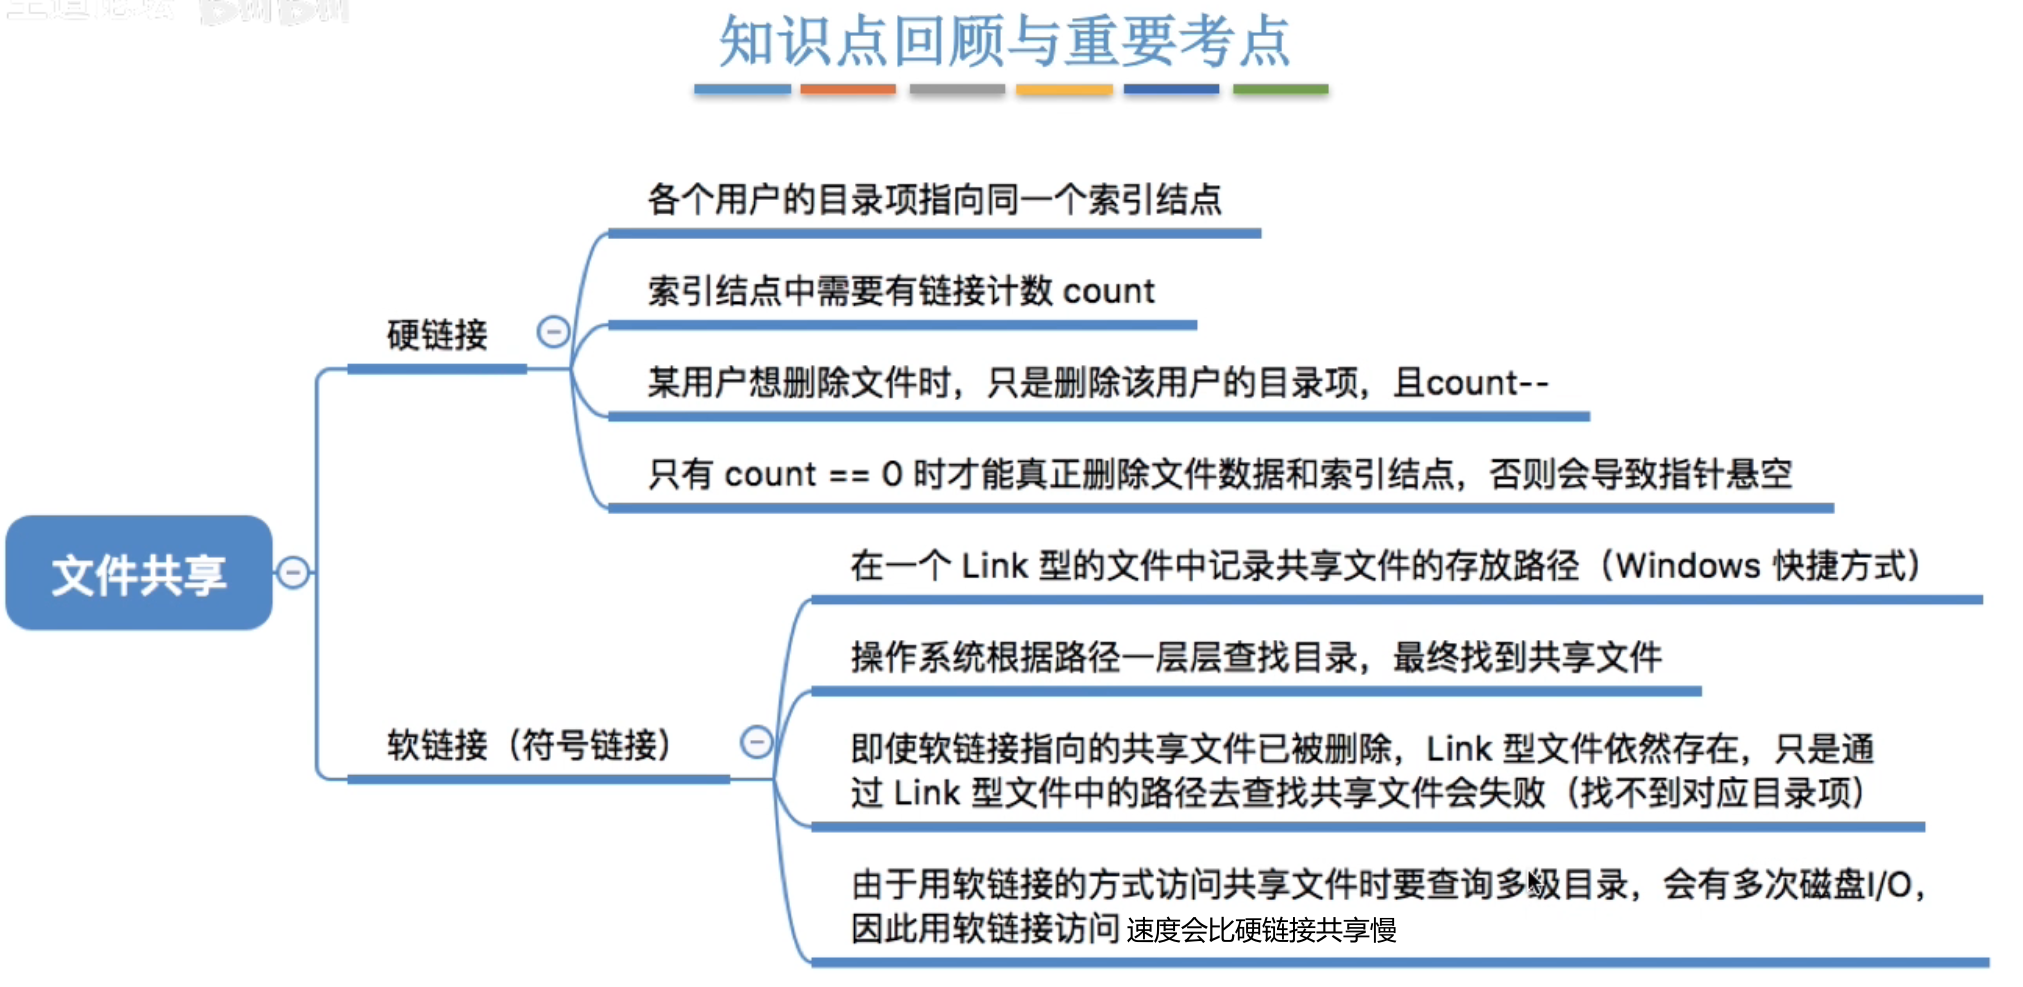 知识点回顾与重要考点
各个用户的目录项指向同一个索引结点
索引结点中需要有链接计数 count
硬链接
某用户想删除文件时，只是删除该用户的目录项，且count--
只有 count == 0 时才能真正删除文件数据和索引结点，否则会导致指针悬空
文件共享
在一个 Link 型的文件中记录共享文件的存放路径（Windows 快捷方式）
操作系统根据路径一层层查找目录，最终找到共享文件
软链接（符号链接）
即使软链接指向的共享文件已被删除，Link 型文件依然存在，只是通
过 Link 型文件中的路径去查找共享文件会失败（找不到对应目录项）
由于用软链接的方式访问共享文件时要查询多级目录，会有多次磁盘I/O，
因此用软链接访问 速度会比硬链接共享慢